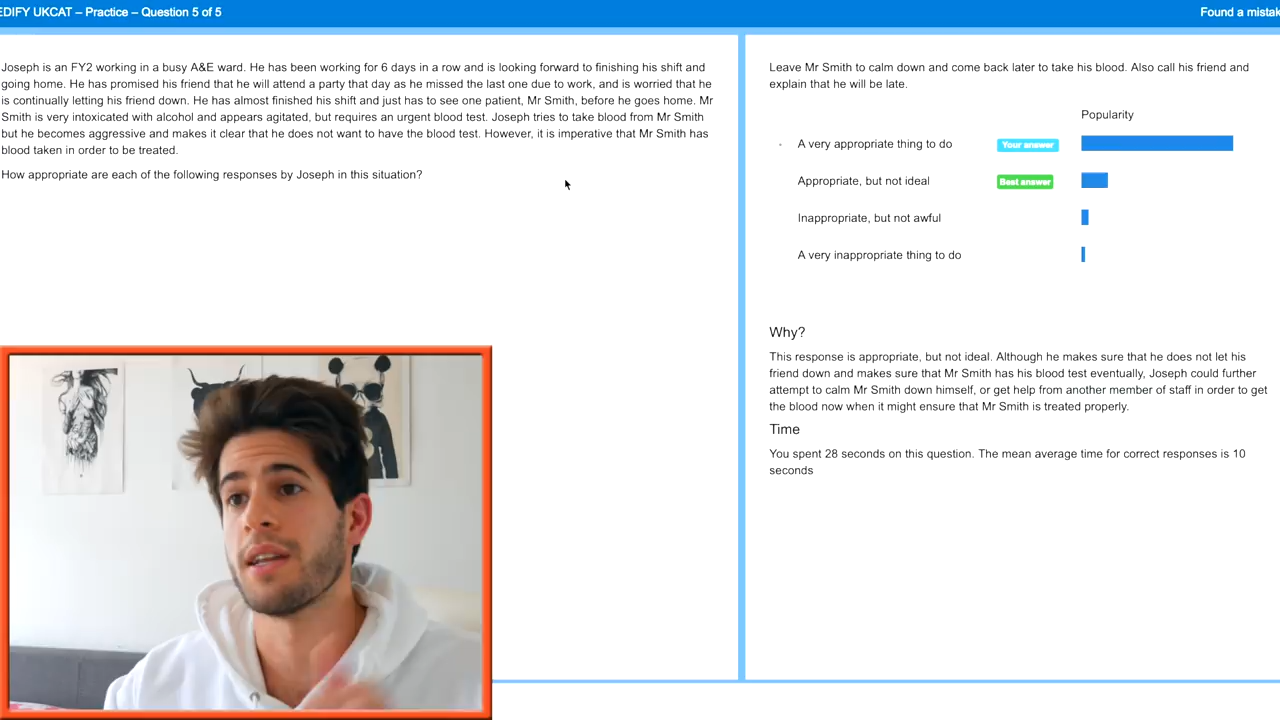 EDIFY UKCAT – Practice – Question 5 of 5
Found a mistak
Joseph is an FY2 working in a busy A&E ward. He has been working for 6 days in a row and is looking forward to finishing his shift and
going home. He has promised his friend that he will attend a party that day as he missed the last one due to work, and is worried that he
is continually letting his friend down. He has almost finished his shift and just has to see one patient, Mr Smith, before he goes home. Mr
Smith is very intoxicated with alcohol and appears agitated, but requires an urgent blood test. Joseph tries to take blood from Mr Smith
but he becomes aggressive and makes it clear that he does not want to have the blood test. However, it is imperative that Mr Smith has
blood taken in order to be treated.
How appropriate are each of the following responses by Joseph in this situation?
Leave Mr Smith to calm down and come back later to take his blood. Also call his friend and
explain that he will be late.
Popularity
A very appropriate thing to do Your answer
Appropriate, but not ideal Best answer
Inappropriate, but not awful
A very inappropriate thing to do
Why?
This response is appropriate, but not ideal. Although he makes sure that he does not let his
friend down and makes sure that Mr Smith has his blood test eventually, Joseph could further
attempt to calm Mr Smith down himself, or get help from another member of staff in order to get
the blood now when it might ensure that Mr Smith is treated properly.
Time
You spent 28 seconds on this question. The mean average time for correct responses is 10
seconds